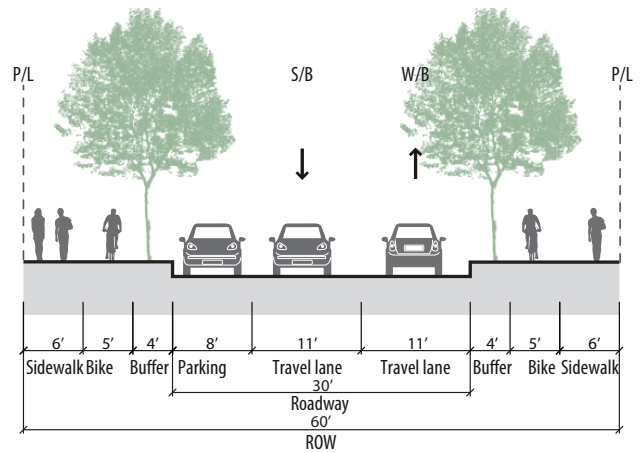 P/L S/B W/B P/L
6’ 5’ 4’ 8’ 11’ 11’ 4’ 5’ 6’
Sidewalk Bike Buffer Parking Travel lane Travel lane Buffer Bike Sidewalk
30’
Roadway
60’
ROW